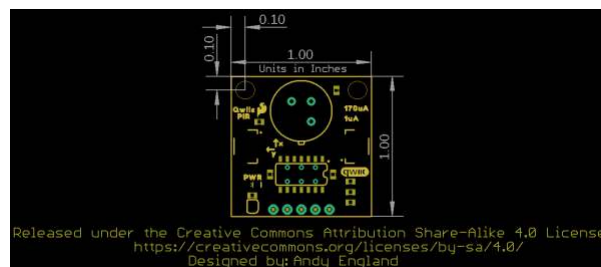 0.10
0.10
1.00
Units in Inches
Qwiic
PIR
170uA
1uA
1.00
PWR
qwiic
Released under the Creative Commons Attribution Share-Alike 4.0 License
https://creativecommons.org/licenses/by-sa/4.0/
Designed by: Andy England